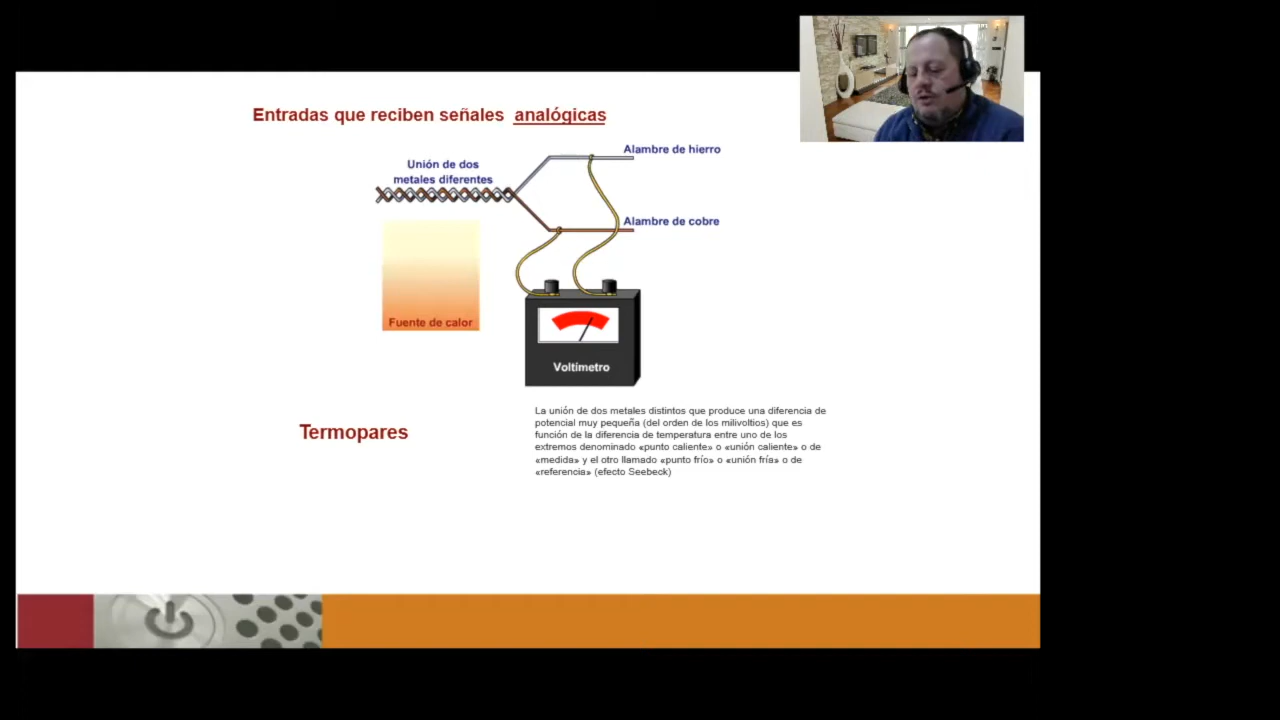 Entradas que reciben señales analógicas
Alambre de hierro
Unión de dos
metales diferentes
Alambre de cobre
Fuente de calor
Voltímetro
La unión de dos metales distintos que produce una diferencia de
potencial muy pequeña (del orden de los milivoltios) que es
función de la diferencia de temperatura entre uno de los
extremos denominado «punto caliente» o «unión caliente» o de
«medida» y el otro llamado «punto frío» o «unión fría» o de
«referencia» (efecto Seebeck)
Termopares